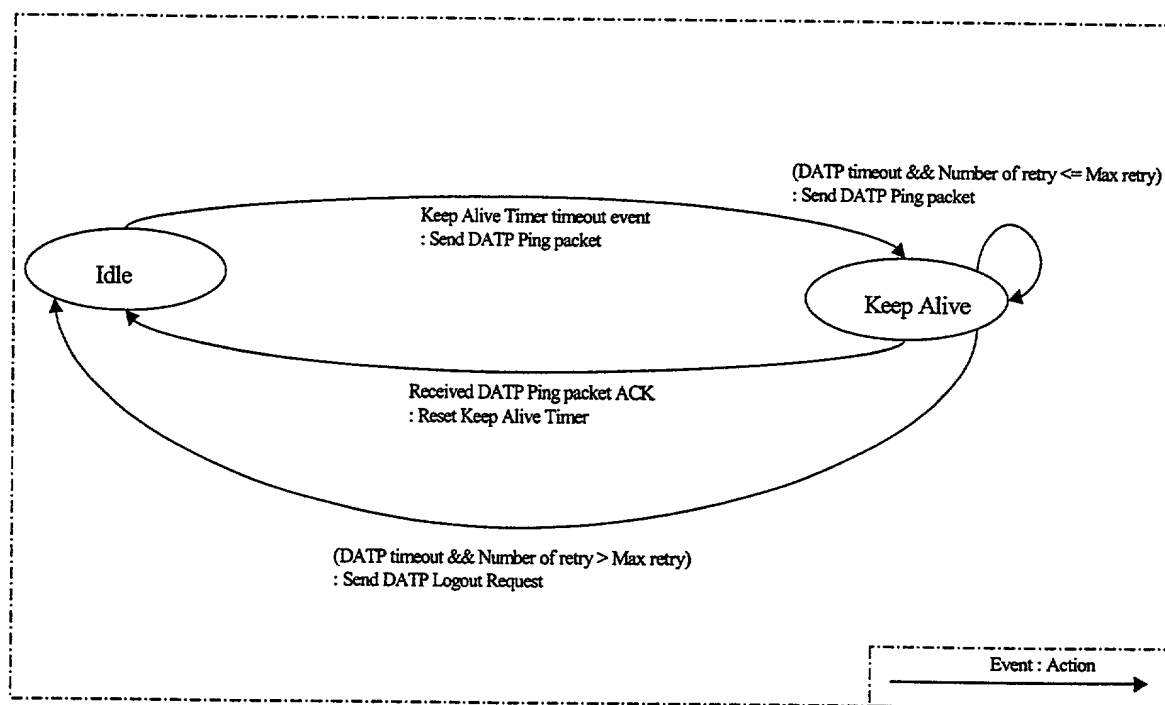 (DATP timeout && Number of retry <= Max retry)
: Send DATP Ping packet
Keep Alive Timer timeout event
: Send DATP Ping packet
Idle
Keep Alive
Received DATP Ping packet ACK
: Reset Keep Alive Timer
(DATP timeout && Number of retry > Max retry)
: Send DATP Logout Request
Event : Action